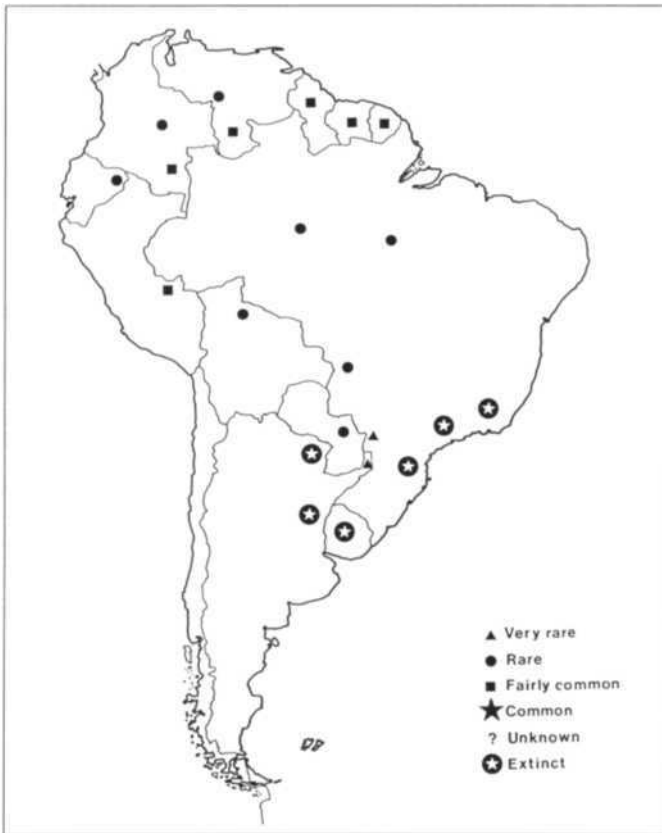 Very rare
Rare
Fairly common
Common
? Unknown
Extinct